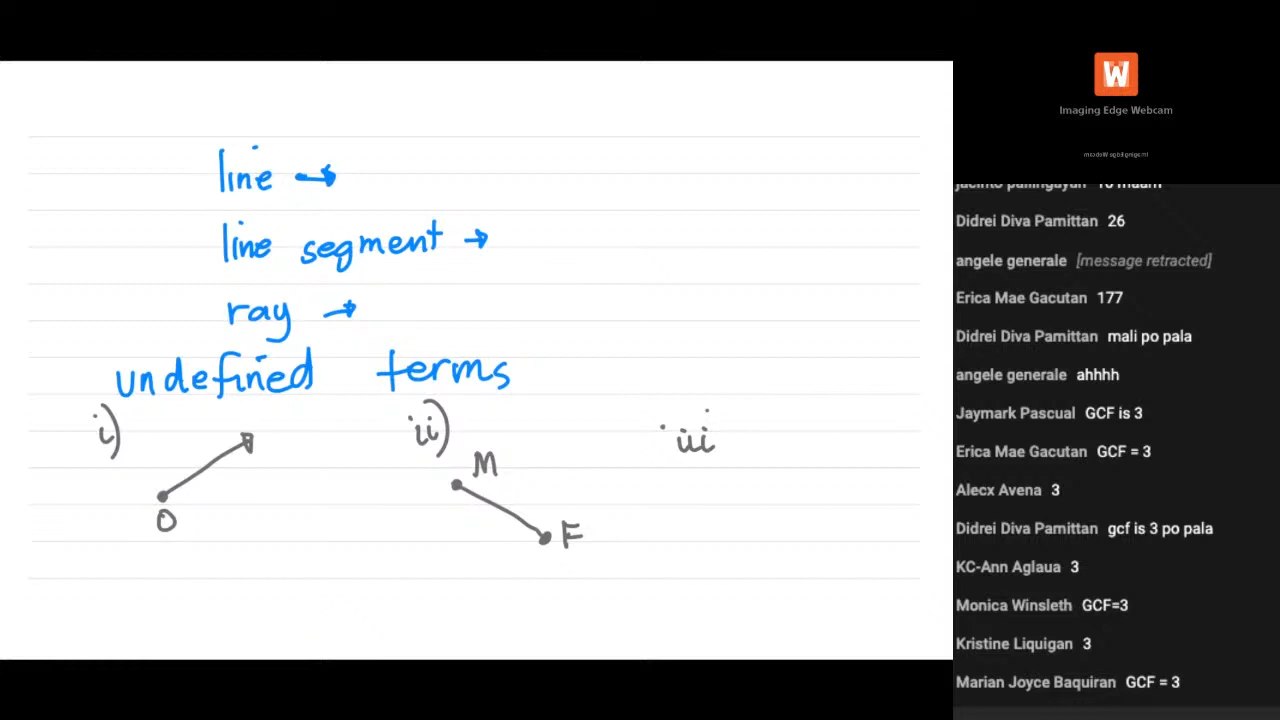 line →
line segment →
ray →
undefined terms
i)
ii)
iii
M
O
F
Imaging Edge Webcam
Didrei Diva Pamittan 26
angele generale [message retracted]
Erica Mae Gacutan 177
Didrei Diva Pamittan mali po pala
angele generale ahhhh
Jaymark Pascual GCF is 3
Erica Mae Gacutan GCF = 3
Alecx Avena 3
Didrei Diva Pamittan gcf is 3 po pala
KC-Ann Aglaua 3
Monica Winsleth GCF=3
Kristine Liquigan 3
Marian Joyce Baquiran GCF = 3